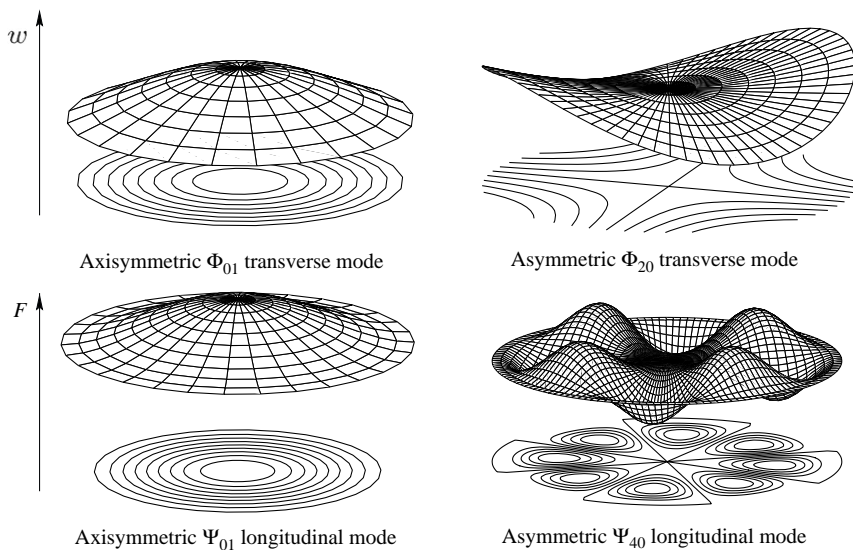 w
Axisymmetric Φ01 transverse mode
Asymmetric Φ20 transverse mode
F
Axisymmetric Ψ01 longitudinal mode
Asymmetric Ψ40 longitudinal mode